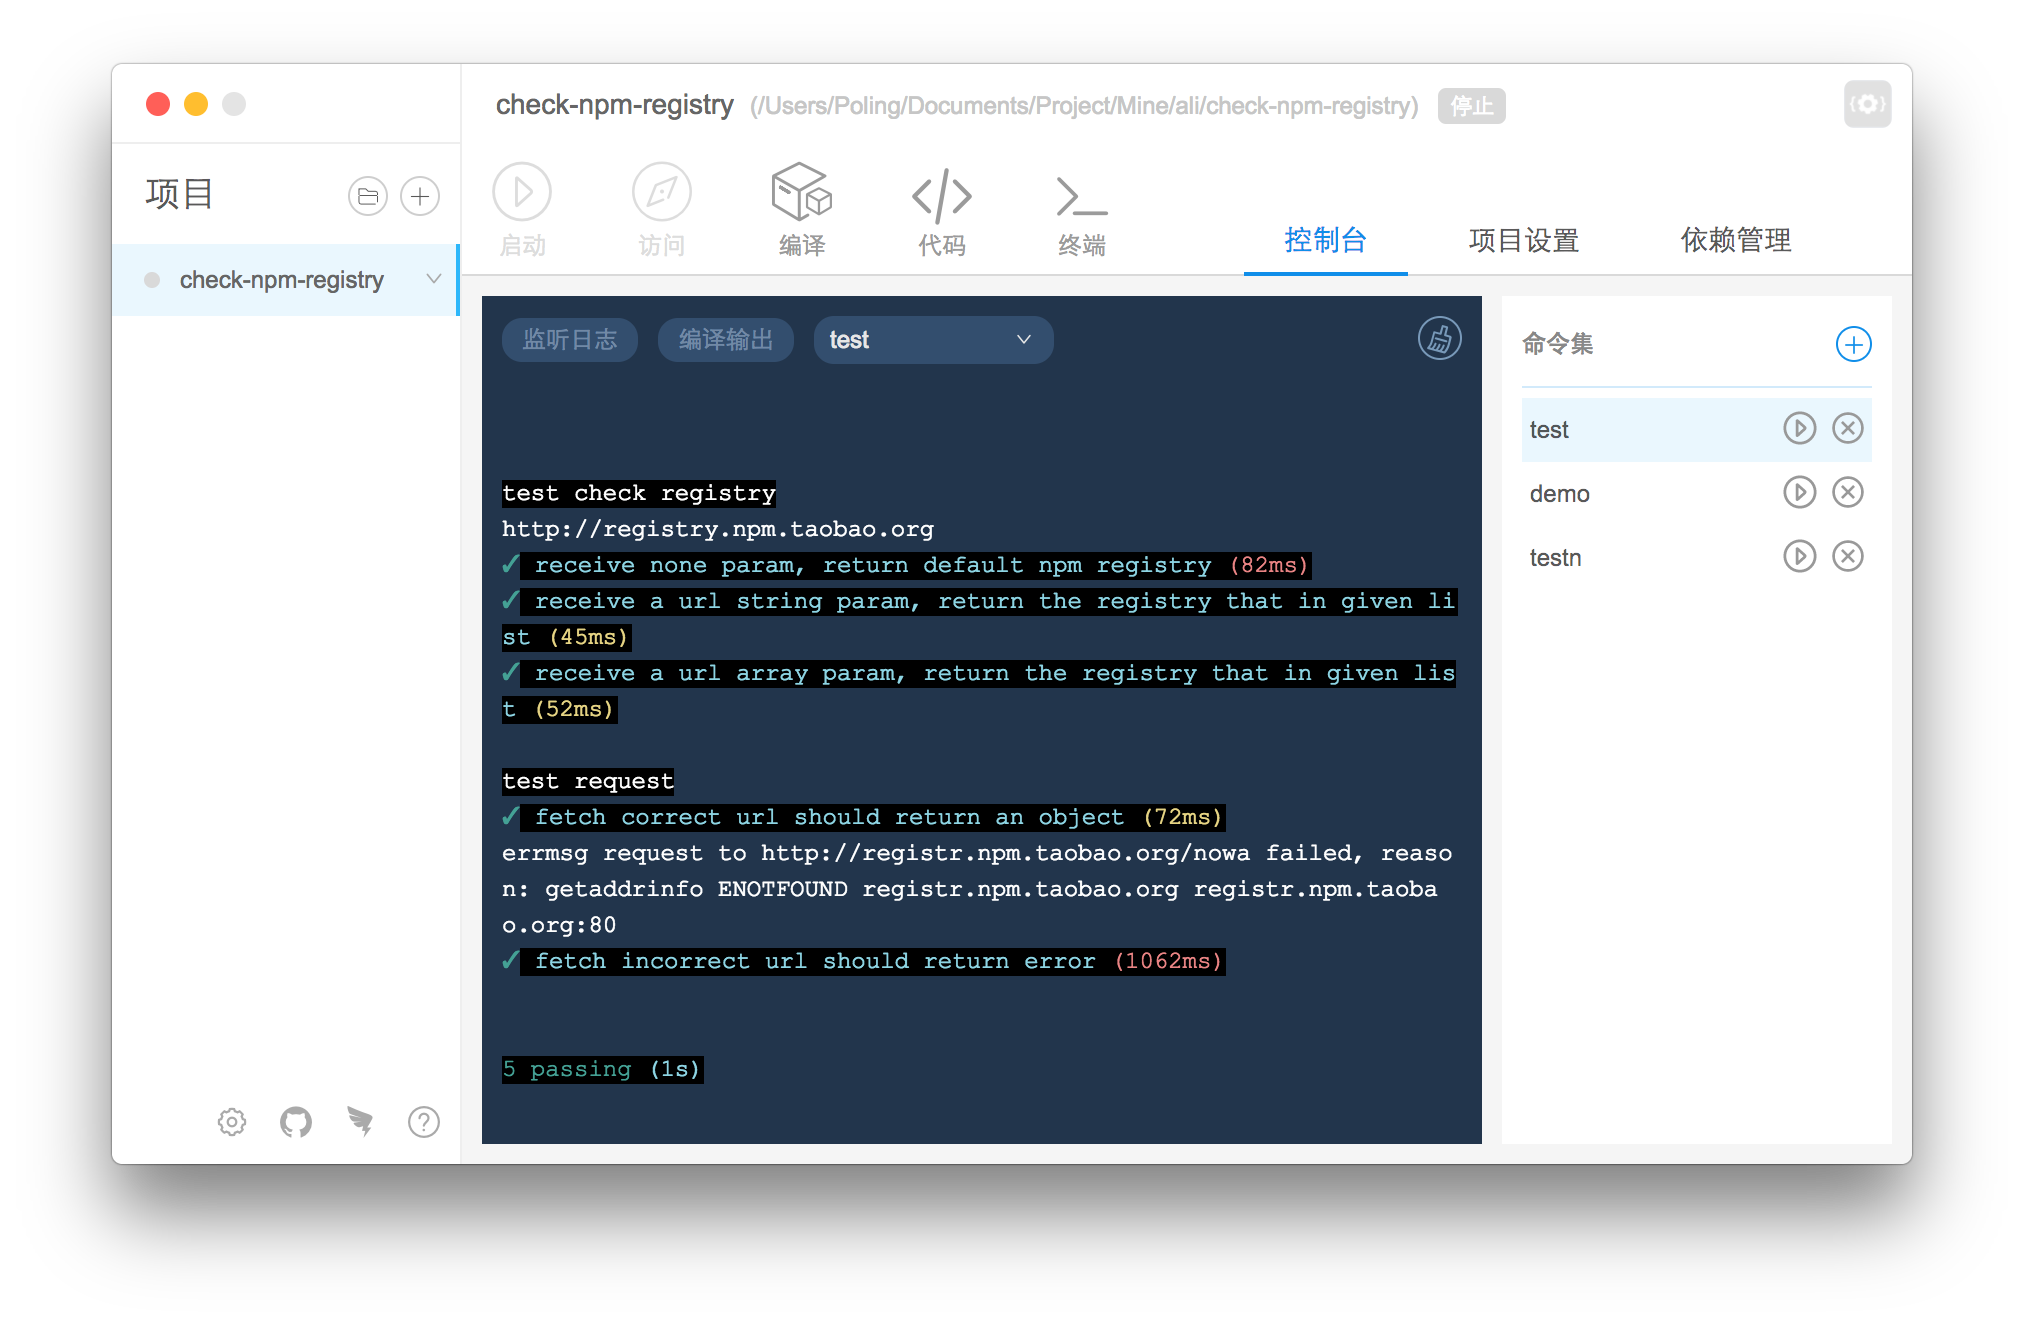 check-npm-registry (/Users/Poling/Documents/Project/Mine/ali/check-npm-registry) 停止
项目
check-npm-registry
启动 访问 编译 代码 终端
控制台 项目设置 依赖管理
监听日志 编译输出 test
test check registry
http://registry.npm.taobao.org
✓ receive none param, return default npm registry (82ms)
✓ receive a url string param, return the registry that in given li
st (45ms)
✓ receive a url array param, return the registry that in given lis
t (52ms)
test request
✓ fetch correct url should return an object (72ms)
errmsg request to http://registr.npm.taobao.org/nowa failed, reaso
n: getaddrinfo ENOTFOUND registr.npm.taobao.org registr.npm.taoba
o.org:80
✓ fetch incorrect url should return error (1062ms)
5 passing (1s)
命令集
test
demo
testn